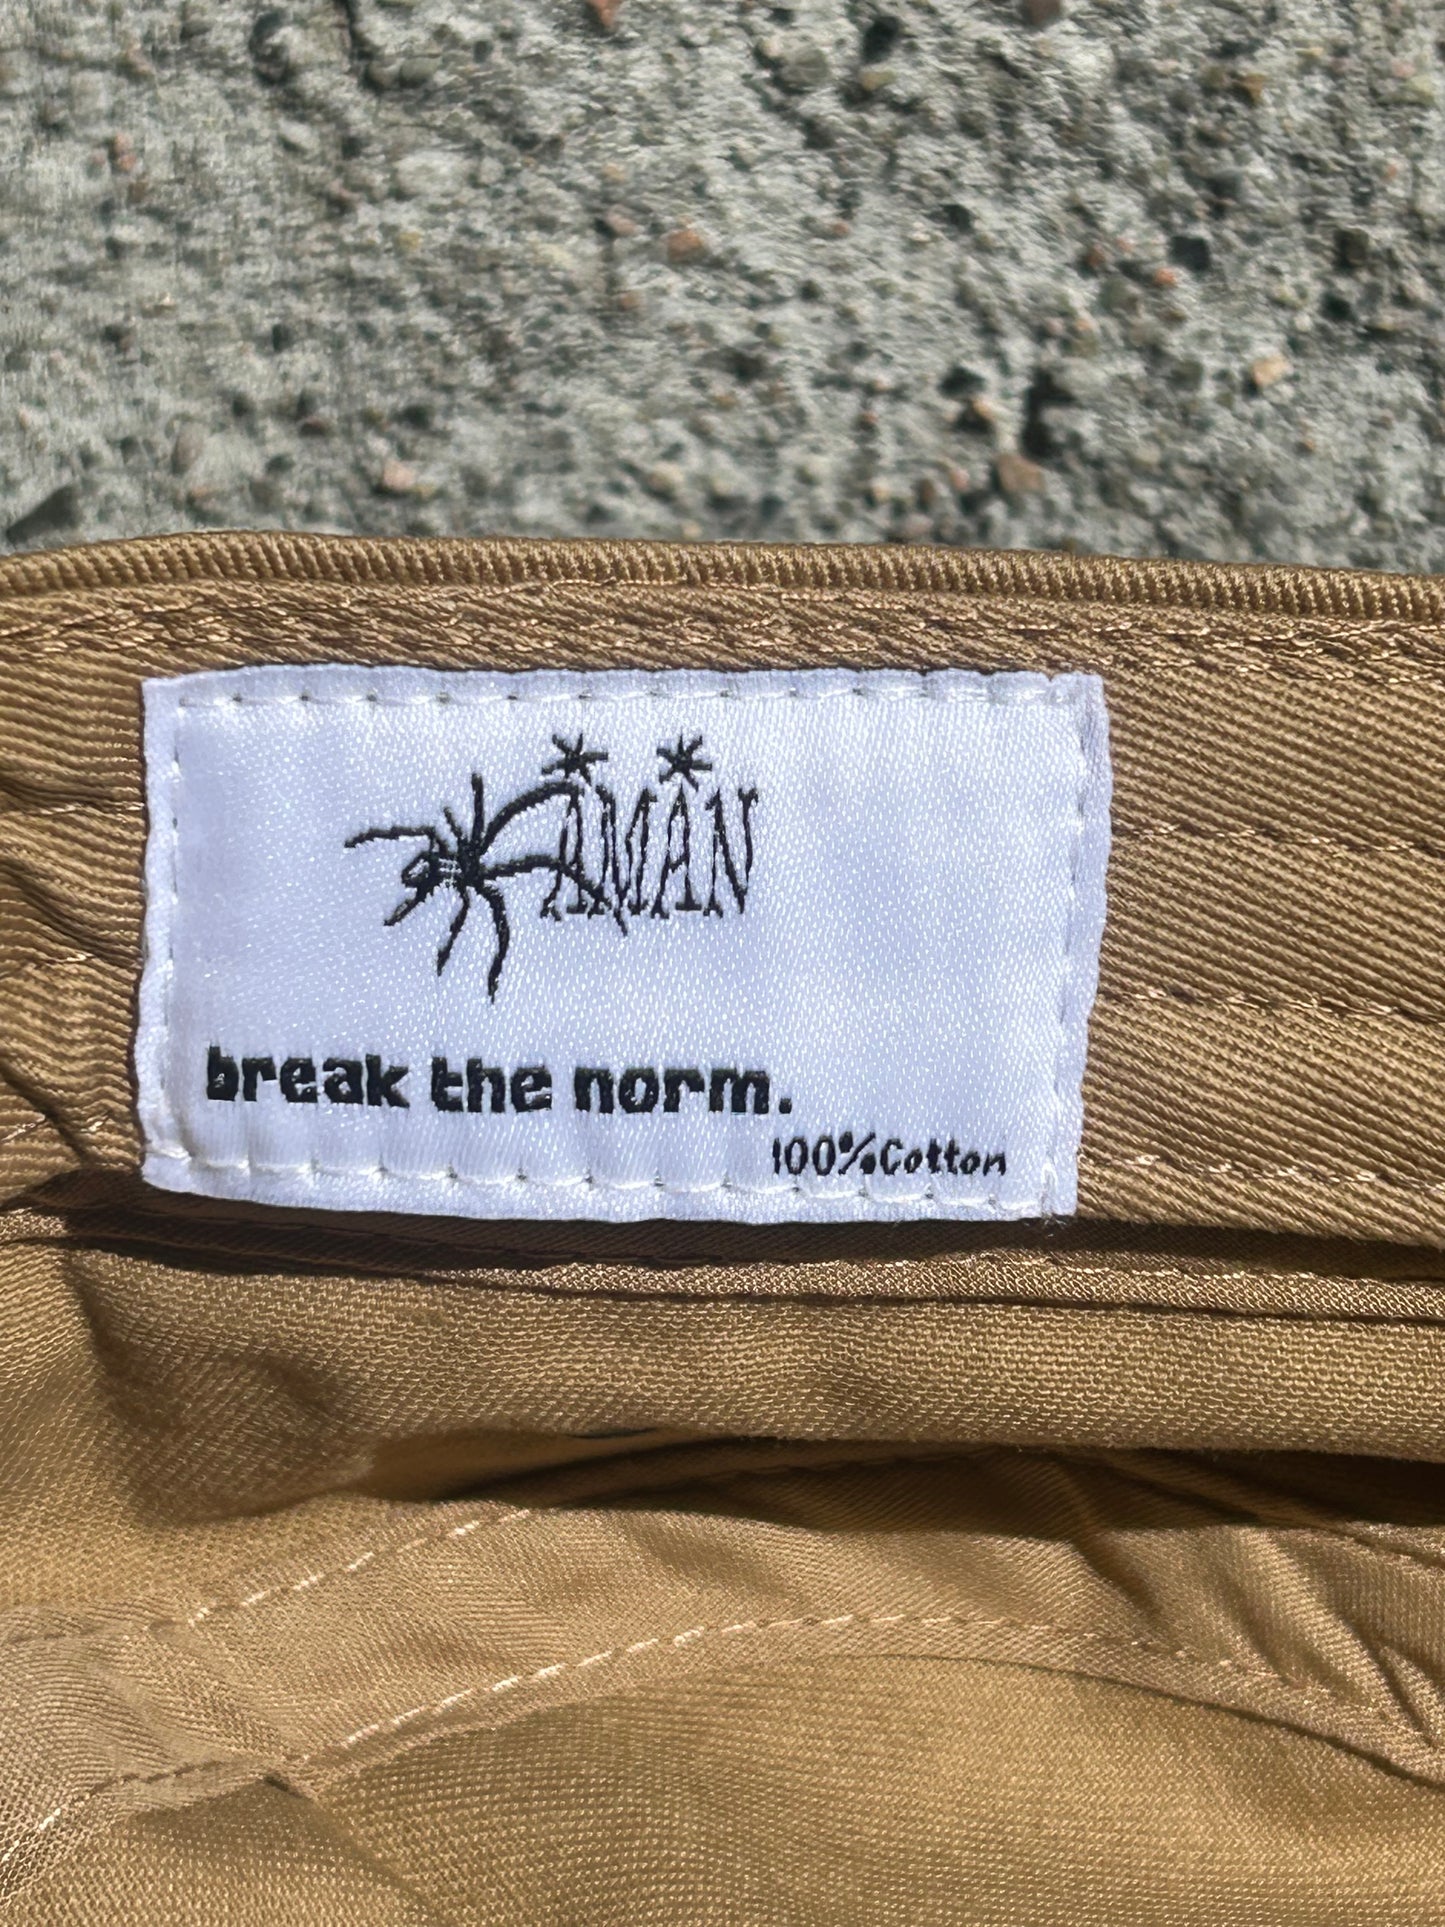 AMAN
break the norm.
100%Cotton